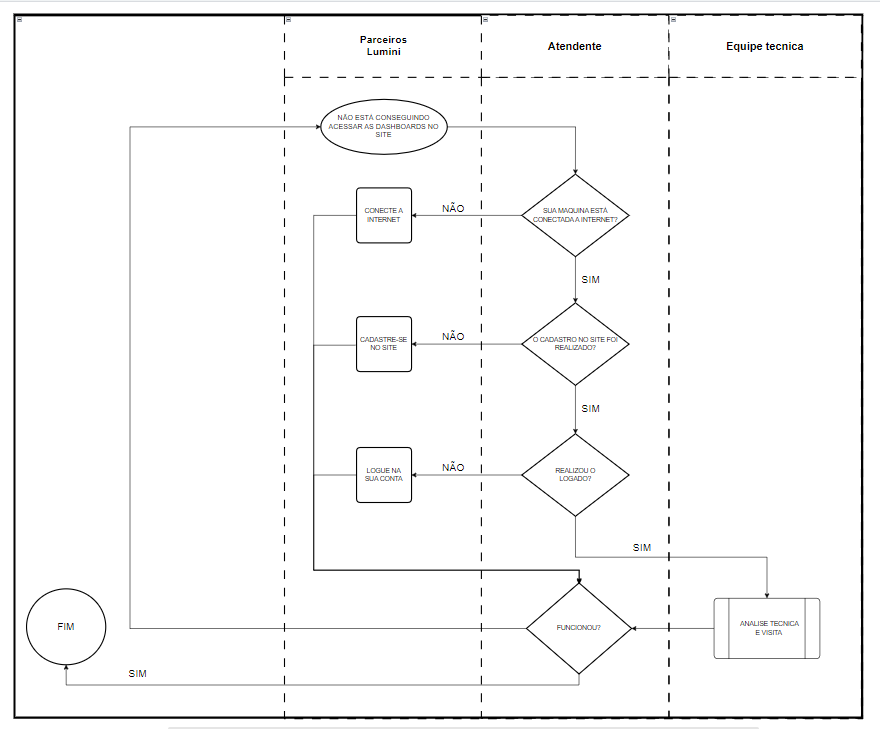 Parceiros
Lumini
Atendente
Equipe tecnica
NÃO ESTÁ CONSEGUINDO
ACESSAR AS DASHBOARDS NO
SITE
CONECTE A
INTERNET
NÃO
SUA MAQUINA ESTÁ
CONECTADA A INTERNET?
SIM
CADASTRE-SE
NO SITE
NÃO
O CADASTRO NO SITE FOI
REALIZADO?
SIM
LOGUE NA
SUA CONTA
NÃO
REALIZOU O
LOGADO?
SIM
FIM
FUNCIONOU?
ANALISE TECNICA
E VISITA
SIM